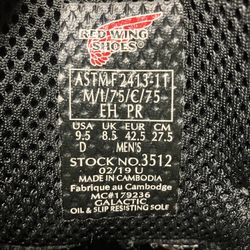 RED WING
SHOES
ASTM F2413-11
M/I/75/C/75
EH PR
USA UK EUR CM
9.5 8.5 42.5 27.5
D MEN'S
STOCK NO.3512
02/19 U
MADE IN CAMBODIA
Fabrique au Cambodge
MC#179236
GALACTIC
OIL & SLIP RESISTING SOLE